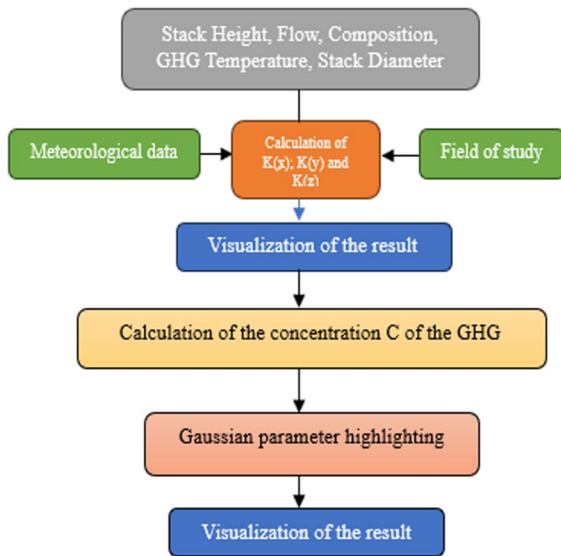 Stack Height, Flow, Composition,
GHG Temperature, Stack Diameter
Meteorological data
Calculation of
K(x); K(y) and
K(z)
Field of study
Visualization of the result
Calculation of the concentration C of the GHG
Gaussian parameter highlighting
Visualization of the result